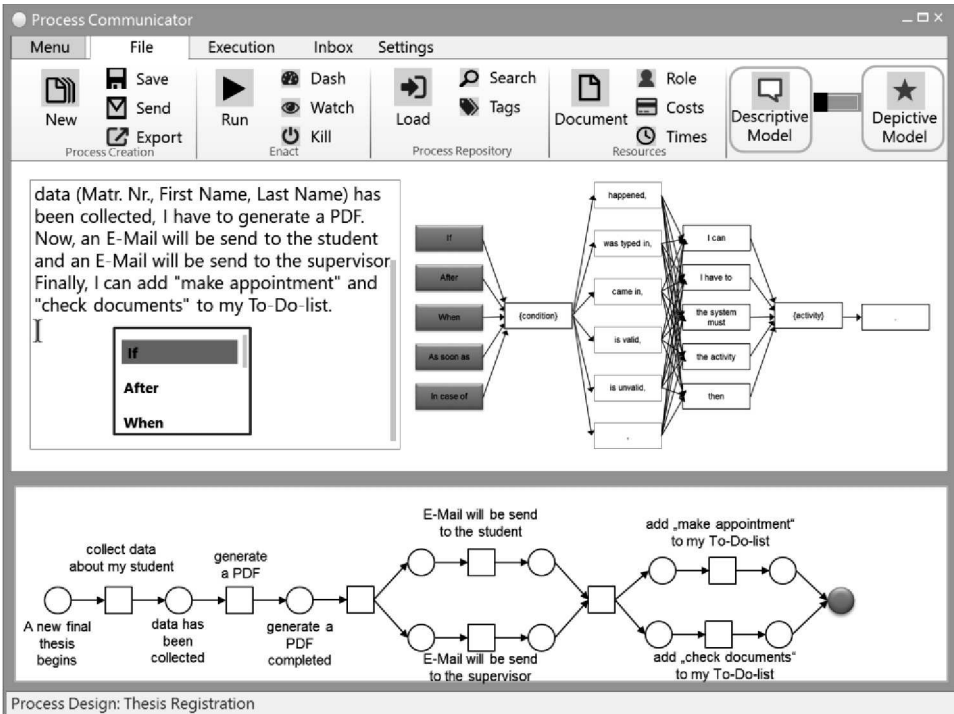 Process Communicator
Menu File Execution Inbox Settings
New
Save
Send
Export
Process Creation
Run
Dash
Watch
Kill
Enact
Load
Search
Tags
Process Repository
Document
Role
Costs
Times
Resources
Descriptive
Model
Depictive
Model
data (Matr. Nr., First Name, Last Name) has
been collected, I have to generate a PDF.
Now, an E-Mail will be send to the student
and an E-Mail will be send to the supervisor
Finally, I can add "make appointment" and
"check documents" to my To-Do-list.
If
After
When
If
After
When
As soon as
In case of
{condition}
happened,
was typed in,
came in,
is valid,
is unvalid,
,
I can
I have to
the system
must
the activity
then
{activity}
.
A new final
thesis
begins
collect data
about my student
data has
been
collected
generate
a PDF
generate a
PDF
completed
E-Mail will be send
to the student
E-Mail will be send
to the supervisor
add „make appointment“
to my To-Do-list
add „check documents“
to my To-Do-list
Process Design: Thesis Registration